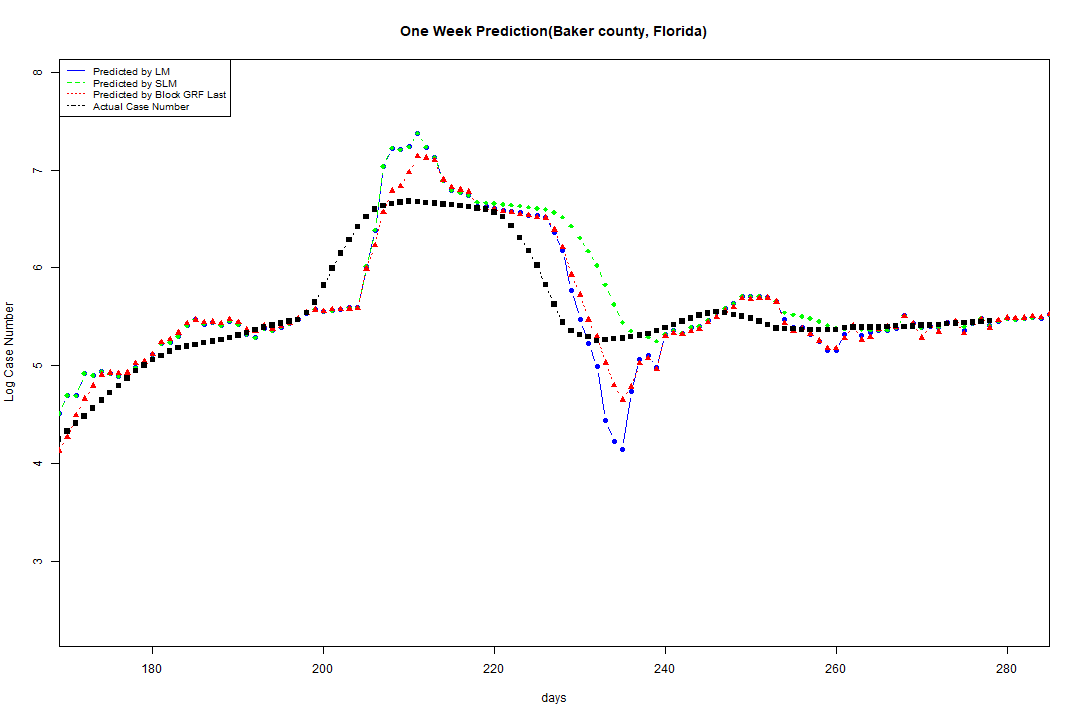 One Week Prediction(Baker county, Florida)
Predicted by LM
Predicted by SLM
Predicted by Block GRF Last
Actual Case Number
8
7
6
5
4
3
Log Case Number
180 200 220 240 260 280
days